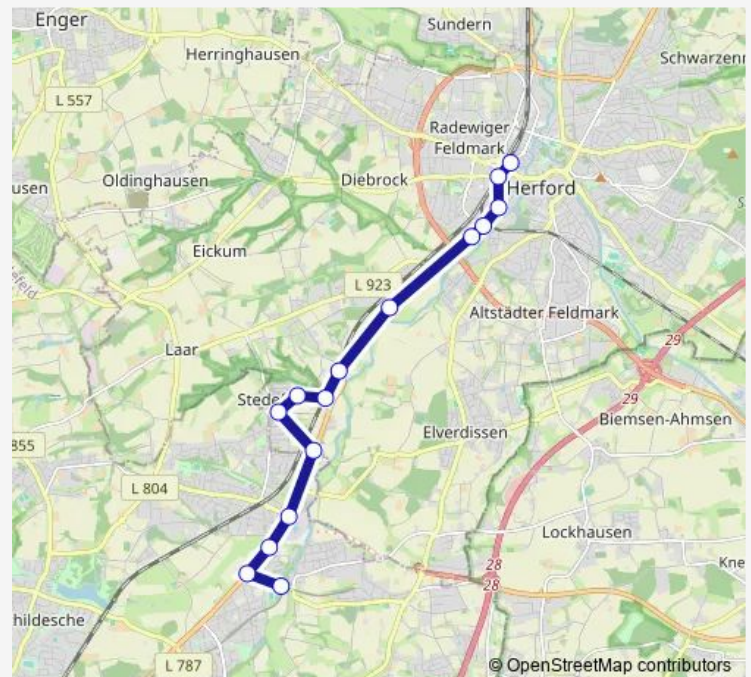 Enger
Sundern
Herringhausen
Schwarzenm
L 557
Radewiger
Feldmark
Oldinghausen
Diebrock
Herford
usen
Eickum
L 923
Altstädter Feldmark
29
Laar
29
Stede
Biemsen-Ahmsen
Elverdissen
855
L 804
Lockhausen
28
Kne
28
hildesche
L 787
© OpenStreetMap contributors